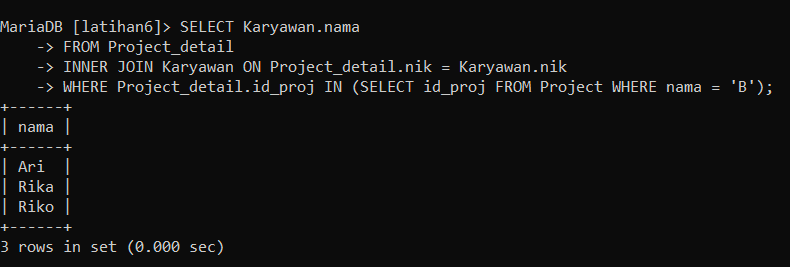 MariaDB [latihan6]> SELECT Karyawan.nama
    -> FROM Project_detail
    -> INNER JOIN Karyawan ON Project_detail.nik = Karyawan.nik
    -> WHERE Project_detail.id_proj IN (SELECT id_proj FROM Project WHERE nama = 'B');
+------+
| nama |
+------+
| Ari  |
| Rika |
| Riko |
+------+
3 rows in set (0.000 sec)